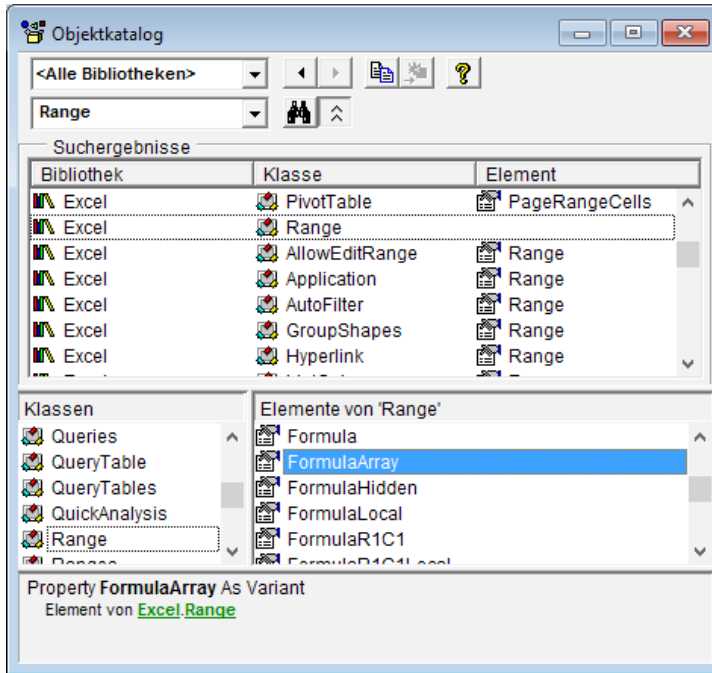 Objektkatalog
<Alle Bibliotheken>
Range
Suchergebnisse
Bibliothek Klasse Element
Excel PivotTable PageRangeCells
Excel Range
Excel AllowEditRange Range
Excel Application Range
Excel AutoFilter Range
Excel GroupShapes Range
Excel Hyperlink Range
Klassen Elemente von 'Range'
Queries Formula
QueryTable FormulaArray
QueryTables FormulaHidden
QuickAnalysis FormulaLocal
Range FormulaR1C1
Ranges FormulaR1C1Local
Property FormulaArray As Variant
Element von Excel.Range